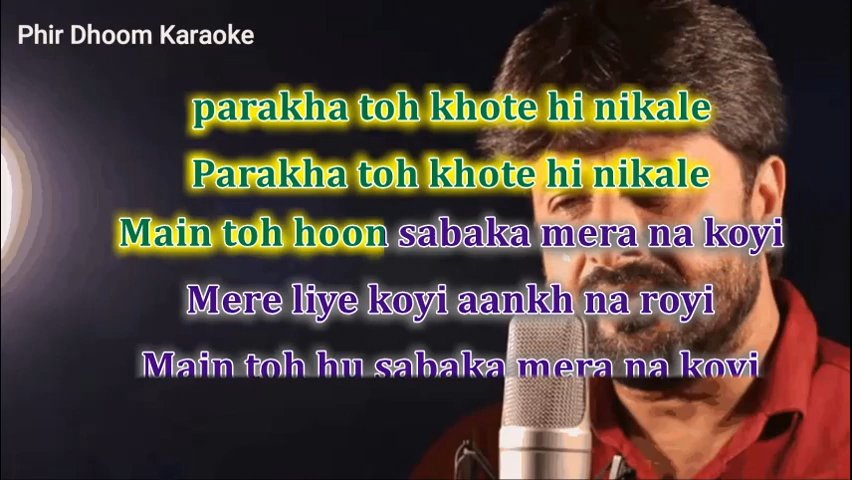 Phir Dhoom Karaoke
parakha toh khote hi nikale
Parakha toh khote hi nikale
Main toh hoon sabaka mera na koyi
Mere liye koyi aankh na royi
Main toh hu sabaka mera na koyi